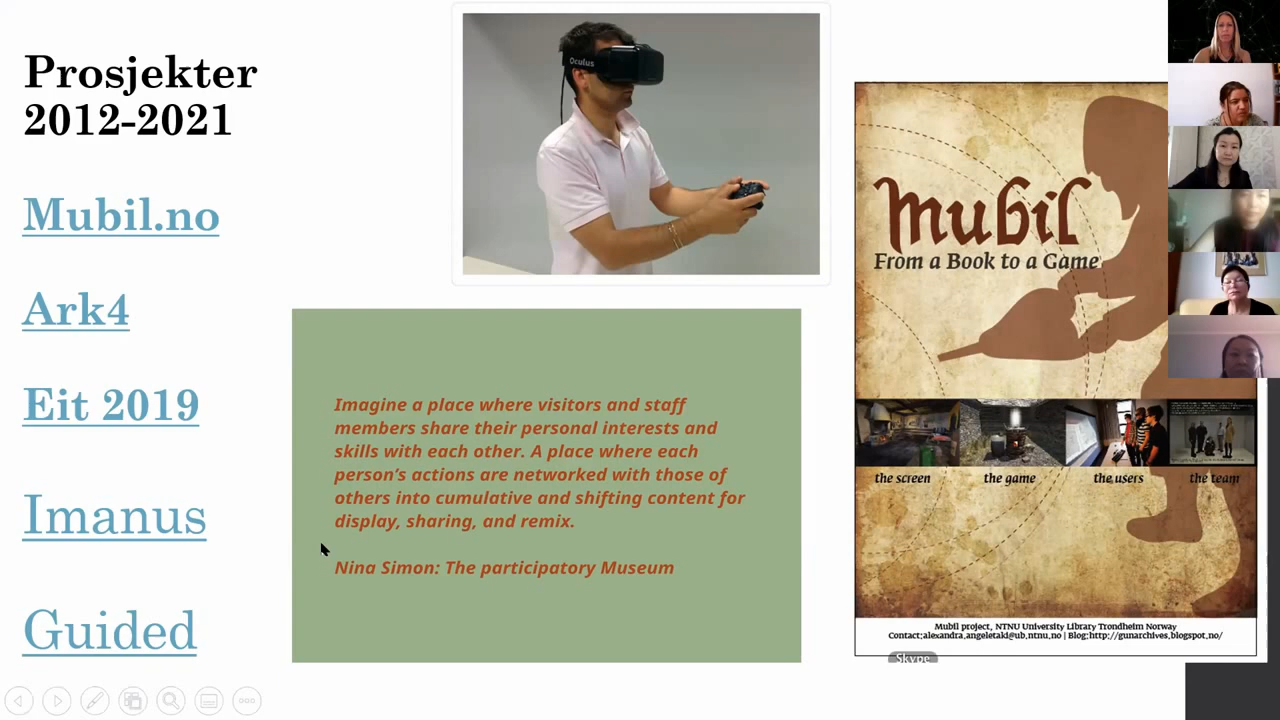 Prosjekter
2012-2021
Mubil.no
Ark4
Eit 2019
Imanus
Guided
Oculus
Imagine a place where visitors and staff
members share their personal interests and
skills with each other. A place where each
person’s actions are networked with those of
others into cumulative and shifting content for
display, sharing, and remix.
Nina Simon: The participatory Museum
mubil
From a Book to a Game
the screen the game the users the team
Mubil project, NTNU University Library Trondheim Norway
Contact:alexandra.angeletaki@ub.ntnu.no | Blog:http://gunarchives.blogspot.no/
Skype